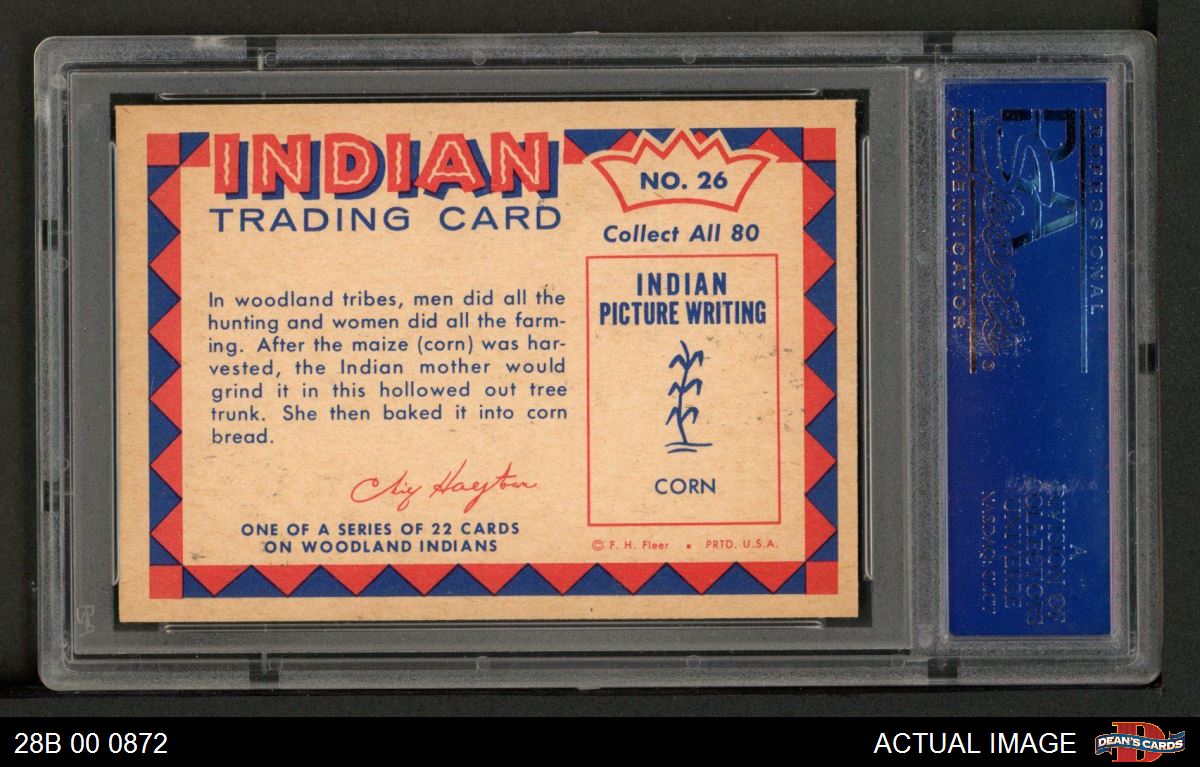 INDIAN
TRADING CARD
NO. 26
Collect All 80
In woodland tribes, men did all the
hunting and women did all the farm-
ing. After the maize (corn) was har-
vested, the Indian mother would
grind it in this hollowed out tree
trunk. She then baked it into corn
bread.
ONE OF A SERIES OF 22 CARDS
ON WOODLAND INDIANS
INDIAN
PICTURE WRITING
CORN
© F. H. Fleer • PRTD. U.S.A.
PROFESSIONAL
PSA
AUTHENTICATOR
A
DIVISION OF
COLLECTORS
UNIVERSE
NASDAQ: CLCT
28B 00 0872
ACTUAL IMAGE
D
DEAN'S CARDS